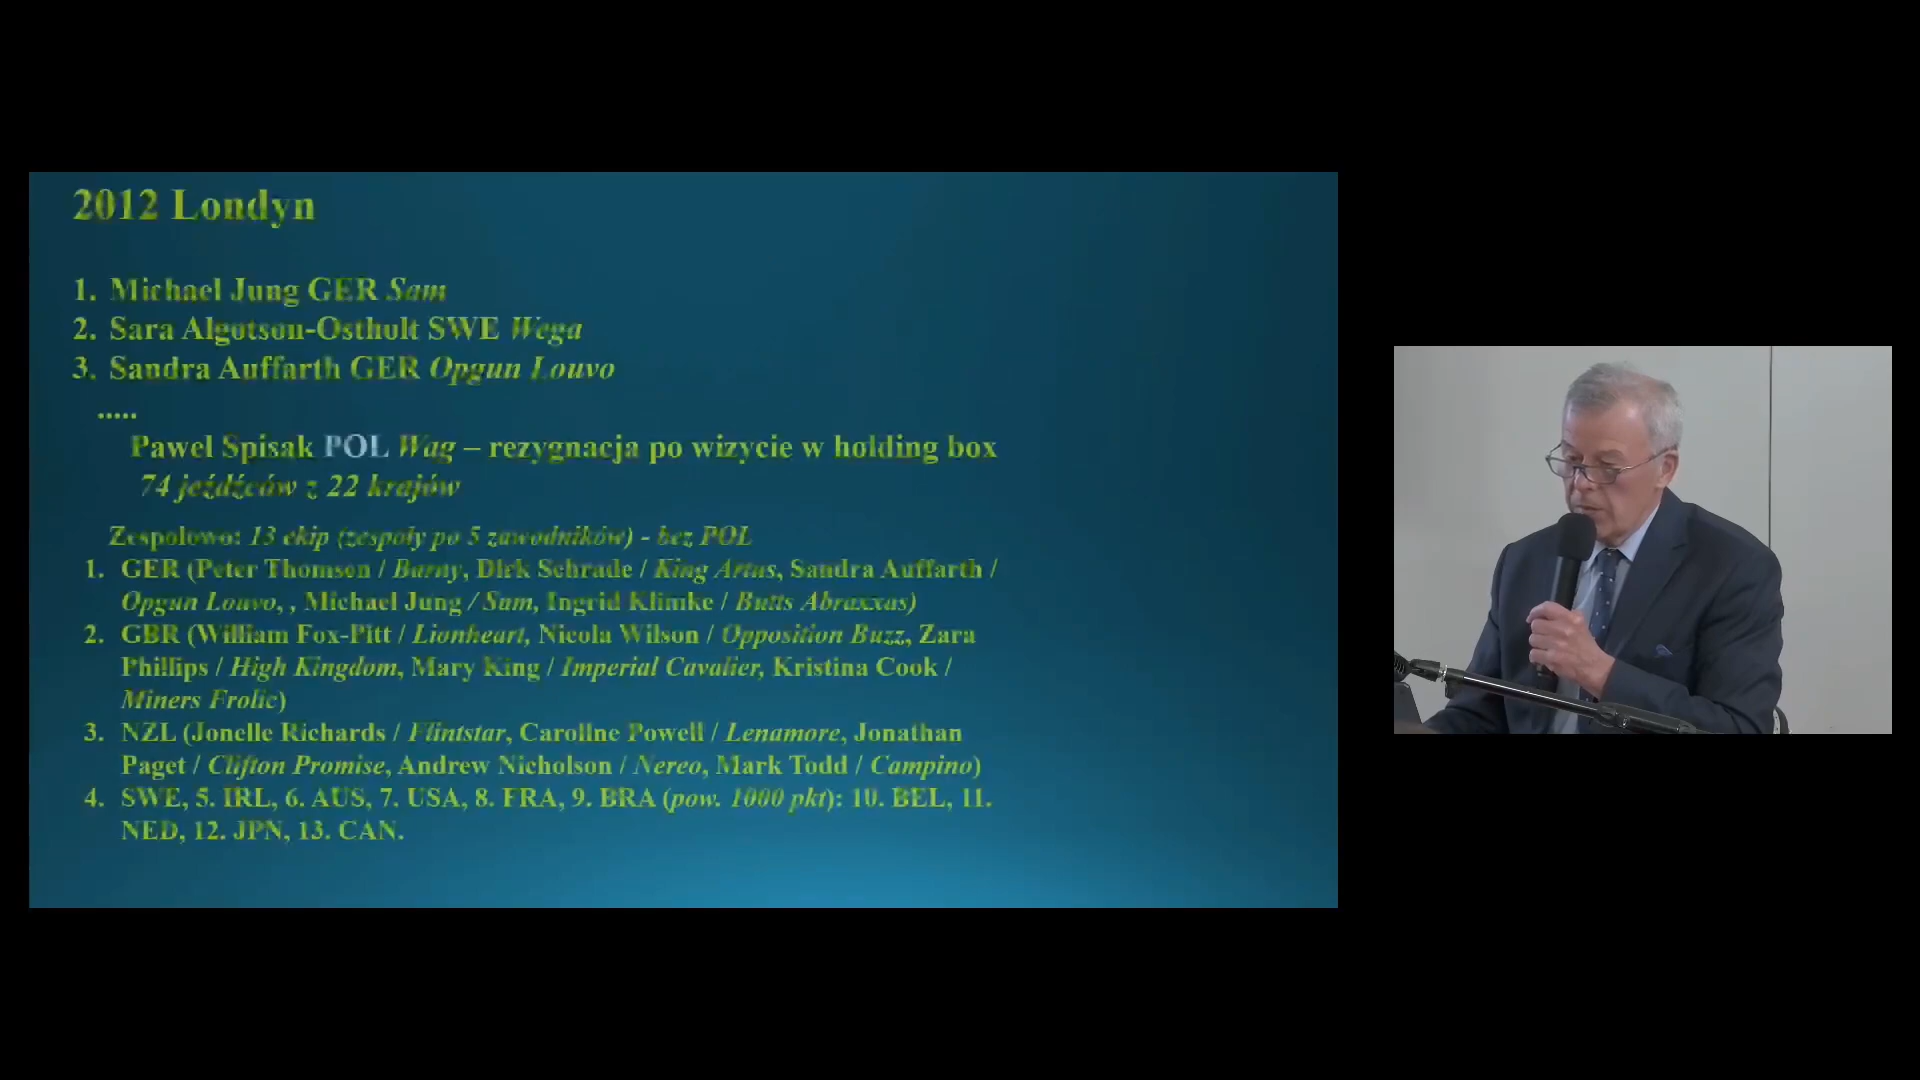 2012 Londyn
1. Michael Jung GER Sam
2. Sara Algotson-Ostholt SWE Wega
3. Sandra Auffarth GER Opgun Louvo
.....
Paweł Spisak POL Wag – rezygnacja po wizycie w holding box
74 jeźdźców z 22 krajów
Zespołowo: 13 ekip (zespoły po 5 zawodników) - bez POL
1. GER (Peter Thomsen / Barny, Dirk Schrade / King Artus, Sandra Auffarth /
Opgun Louvo, , Michael Jung / Sam, Ingrid Klimke / Butts Abraxxas)
2. GBR (William Fox-Pitt / Lionheart, Nicola Wilson / Opposition Buzz, Zara
Phillips / High Kingdom, Mary King / Imperial Cavalier, Kristina Cook /
Miners Frolic)
3. NZL (Jonelle Richards / Flintstar, Caroline Powell / Lenamore, Jonathan
Paget / Clifton Promise, Andrew Nicholson / Nereo, Mark Todd / Campino)
4. SWE, 5. IRL, 6. AUS, 7. USA, 8. FRA, 9. BRA (pow. 1000 pkt): 10. BEL, 11.
NED, 12. JPN, 13. CAN.